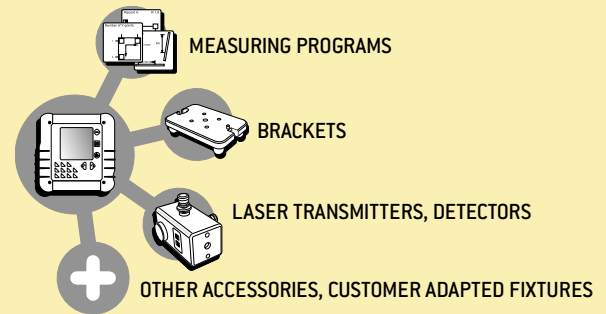 MEASURING PROGRAMS
BRACKETS
LASER TRANSMITTERS, DETECTORS
OTHER ACCESSORIES, CUSTOMER ADAPTED FIXTURES